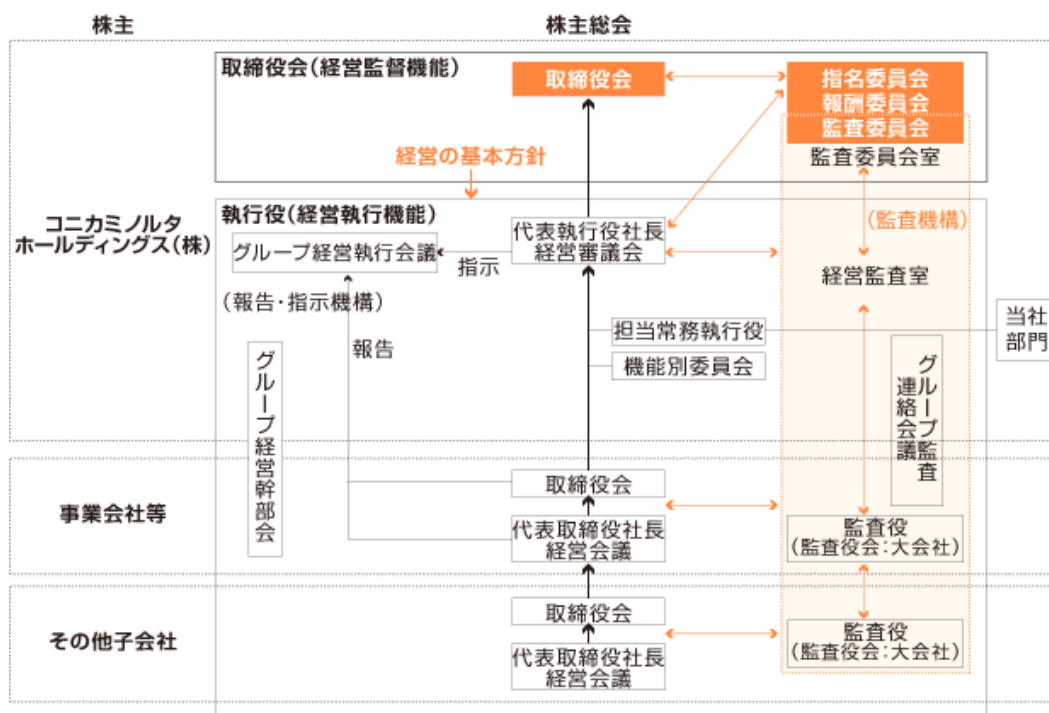 株主
株主総会
取締役会(経営監督機能)
取締役会
指名委員会
報酬委員会
監査委員会
監査委員会室
経営の基本方針
コニカミノルタ
ホールディングス(株)
執行役(経営執行機能)
(監査機構)
グループ経営執行会議
指示
代表執行役社長
経営審議会
経営監査室
(報告・指示機構)
報告
担当常務執行役
機能別委員会
当社
部門
グループ経営幹部会
グループ監査
連絡会議
事業会社等
取締役会
代表取締役社長
経営会議
監査役
(監査役会:大会社)
その他子会社
取締役会
代表取締役社長
経営会議
監査役
(監査役会:大会社)